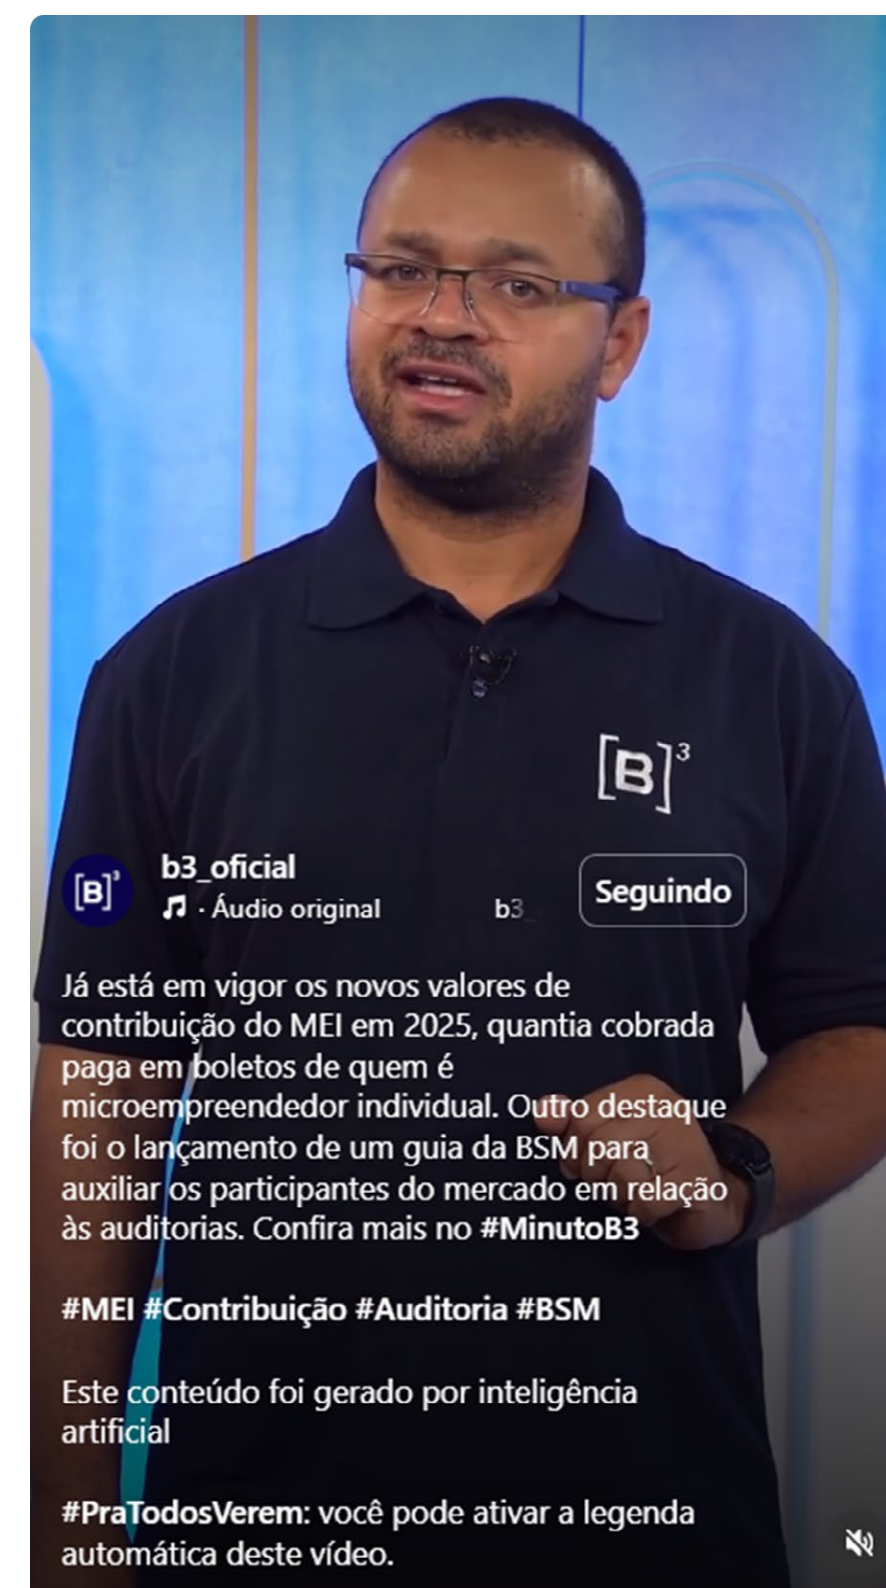 [B]³
[B]³
b3_oficial
· Áudio original
b3_
Seguindo
Já está em vigor os novos valores de
contribuição do MEI em 2025, quantia cobrada
paga em boletos de quem é
microempreendedor individual. Outro destaque
foi o lançamento de um guia da BSM para
auxiliar os participantes do mercado em relação
às auditorias. Confira mais no #MinutoB3
#MEI #Contribuição #Auditoria #BSM
Este conteúdo foi gerado por inteligência
artificial
#PraTodosVerem: você pode ativar a legenda
automática deste vídeo.